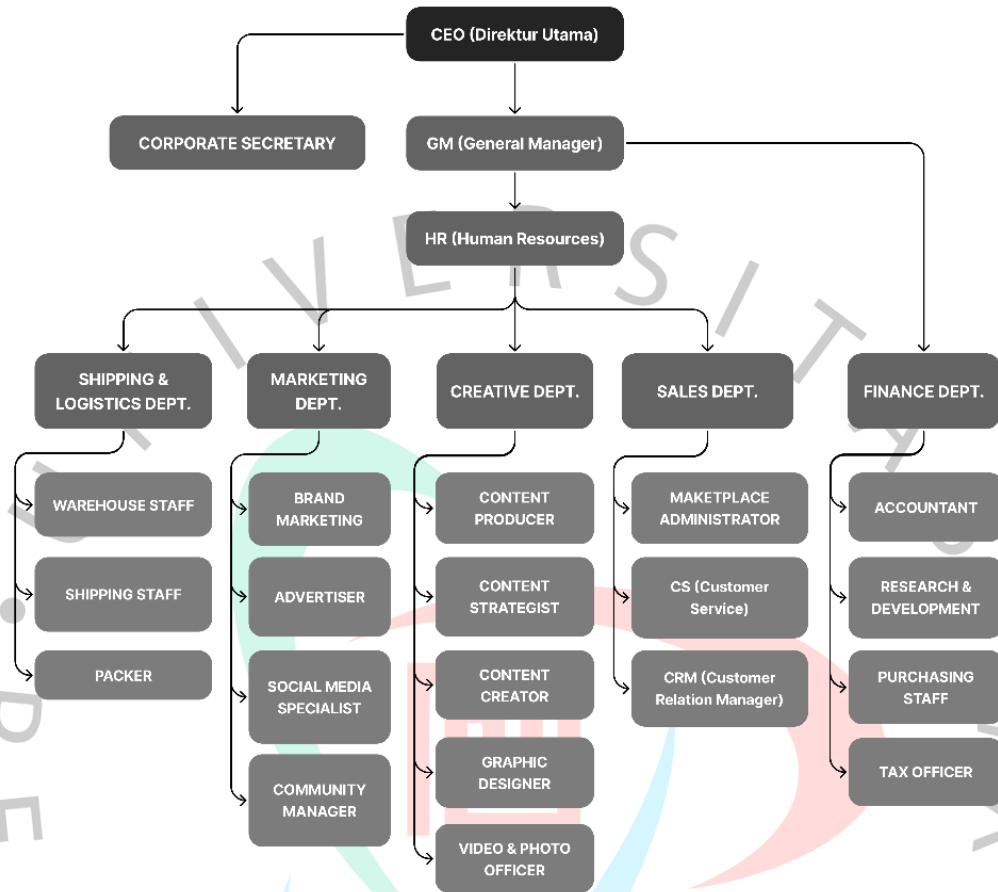 CEO (Direktur Utama)
CORPORATE SECRETARY
GM (General Manager)
HR (Human Resources)
SHIPPING &
LOGISTICS DEPT.
MARKETING
DEPT.
CREATIVE DEPT.
SALES DEPT.
FINANCE DEPT.
WAREHOUSE STAFF
SHIPPING STAFF
PACKER
BRAND
MARKETING
ADVERTISER
SOCIAL MEDIA
SPECIALIST
COMMUNITY
MANAGER
CONTENT
PRODUCER
CONTENT
STRATEGIST
CONTENT
CREATOR
GRAPHIC
DESIGNER
VIDEO & PHOTO
OFFICER
MAKETPLACE
ADMINISTRATOR
CS (Customer
Service)
CRM (Customer
Relation Manager)
ACCOUNTANT
RESEARCH &
DEVELOPMENT
PURCHASING
STAFF
TAX OFFICER